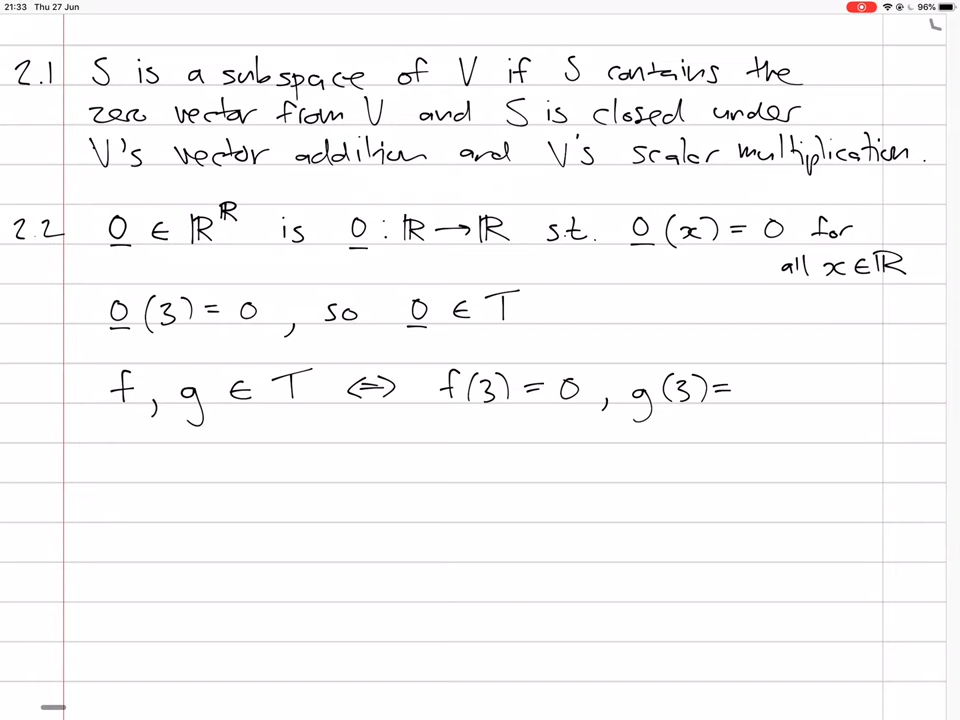 21:33 Thu 27 Jun 96%
2.1 S is a subspace of V if S contains the
zero vector from V and S is closed under
V's vector addition and V's scalar multiplication.
2.2 0 ∈ ℝ^ℝ is 0 : ℝ → ℝ s.t. 0(x) = 0 for
all x ∈ ℝ
0(3) = 0, so 0 ∈ T
f, g ∈ T ⇔ f(3) = 0, g(3) =